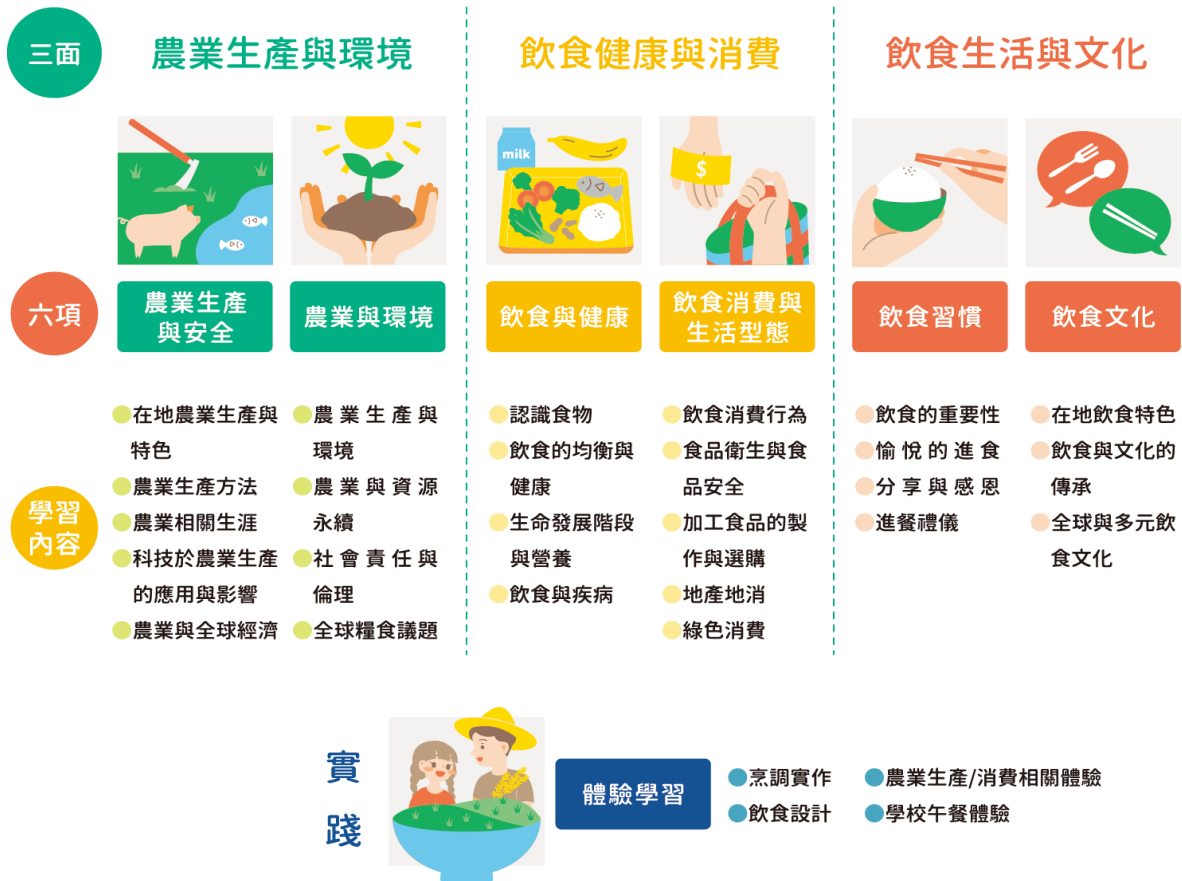 三面
農業生產與環境
飲食健康與消費
飲食生活與文化
milk
$
六項
農業生產
與安全
農業與環境
飲食與健康
飲食消費與
生活型態
飲食習慣
飲食文化
學習
內容
在地農業生產與
特色
農業生產方法
農業相關生涯
科技於農業生產
的應用與影響
農業與全球經濟
農業生產與
環境
農業與資源
永續
社會責任與
倫理
全球糧食議題
認識食物
飲食的均衡與
健康
生命發展階段
與營養
飲食與疾病
飲食消費行為
食品衛生與食
品安全
加工食品的製
作與選購
地產地消
綠色消費
飲食的重要性
愉悅的進食
分享與感恩
進餐禮儀
在地飲食特色
飲食與文化的
傳承
全球與多元飲
食文化
實
踐
體驗學習
烹調實作
農業生產/消費相關體驗
飲食設計
學校午餐體驗